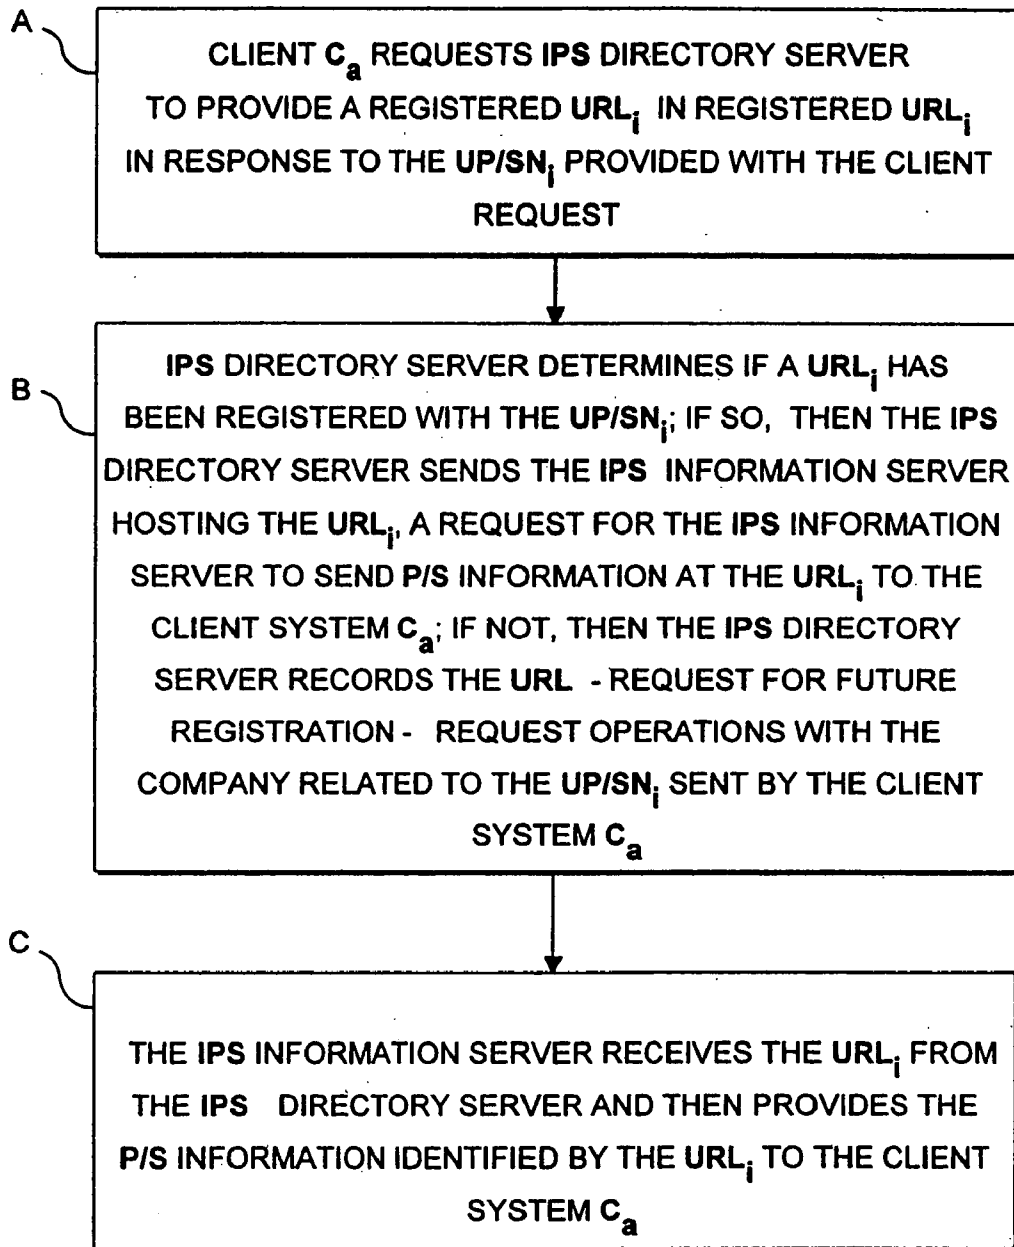 A
CLIENT Ca REQUESTS IPS DIRECTORY SERVER
TO PROVIDE A REGISTERED URLi IN REGISTERED URLi
IN RESPONSE TO THE UP/SNi PROVIDED WITH THE CLIENT
REQUEST
B
IPS DIRECTORY SERVER DETERMINES IF A URLi HAS
BEEN REGISTERED WITH THE UP/SNi; IF SO, THEN THE IPS
DIRECTORY SERVER SENDS THE IPS INFORMATION SERVER
HOSTING THE URLi, A REQUEST FOR THE IPS INFORMATION
SERVER TO SEND P/S INFORMATION AT THE URLi TO THE
CLIENT SYSTEM Ca; IF NOT, THEN THE IPS DIRECTORY
SERVER RECORDS THE URL - REQUEST FOR FUTURE
REGISTRATION - REQUEST OPERATIONS WITH THE
COMPANY RELATED TO THE UP/SNi SENT BY THE CLIENT
SYSTEM Ca
C
THE IPS INFORMATION SERVER RECEIVES THE URLi FROM
THE IPS DIRECTORY SERVER AND THEN PROVIDES THE
P/S INFORMATION IDENTIFIED BY THE URLi TO THE CLIENT
SYSTEM Ca